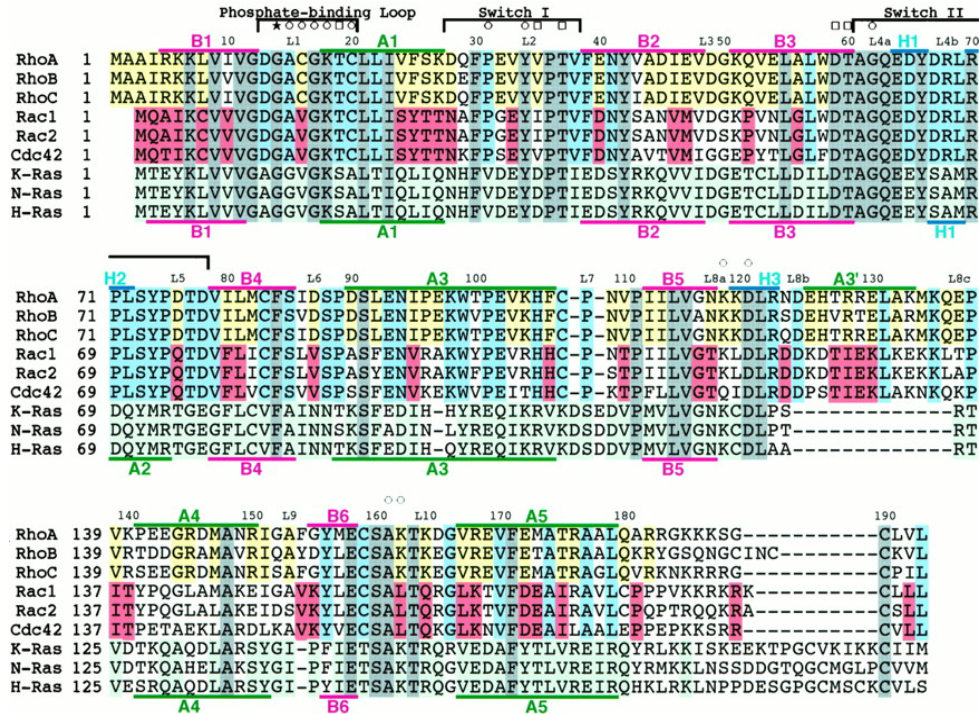 Phosphate-binding Loop Switch I Switch II
B1 10 L1 20 A1 30 L2 40 B2 L3 50 B3 60 L4a H1 L4b 70
RhoA 1 MAAIRKKLVIVGDGACGKTCLLIVFSKDQFPEVYVPTVFENYVADIEVDGKQVELALWDTAGQEDYDRLR
RhoB 1 MAAIRKKLVVVGDGACGKTCLLIVFSKDEFPEVYVPTVFENYVADIEVDGKQVELALWDTAGQEDYDRLR
RhoC 1 MAAIRKKLVIVGDGACGKTCLLIVFSKDQFPEVYVPTVFENYIADIEVDGKQVELALWDTAGQEDYDRLR
Rac1 1 MQAIKCVVVGDGAVGKTCLLISYTTNAFPGEYIPTVFDNYSANVMVDGKPVNLGLWDTAGQEDYDRLR
Rac2 1 MQAIKCVVVGDGAVGKTCLLISYTTNAFPGEYIPTVFDNYSANVMVDSKPVNLGLWDTAGQEDYDRLR
Cdc42 1 MQTIKCVVVGDGAVGKTCLLISYTTNKFPSEYVPTVFDNYAVTVMIGGEPYTLGLFDTAGQEDYDRLR
K-Ras 1 MTEYKLVVVGAGGVGKSALTIQLIQNHFVDEYDPTIEDSYRKQVVIDGETCLLDILDTAGQEEYSAMR
N-Ras 1 MTEYKLVVVGAGGVGKSALTIQLIQNHFVDEYDPTIEDSYRKQVVIDGETCLLDILDTAGQEEYSAMR
H-Ras 1 MTEYKLVVVGAGGVGKSALTIQLIQNHFVDEYDPTIEDSYRKQVVIDGETCLLDILDTAGQEEYSAMR
B1 A1 B2 B3 H1
H2 L5 80 B4 L6 90 A3 100 L7 110 B5 L8a 120 H3 L8b A3' 130 L8c
RhoA 71 PLSYPDTDVILMCFSIDSPDSLENIPEKWTPEVKHFC-P-NVPIILVGNKKDLRNDEHTRRELAKMKQEP
RhoB 71 PLSYPDTDVILMCFSVDSPDSLENIPEKWTPEVKHFC-P-NVPIILVANKKDLRSDEHVRTELARMKQEP
RhoC 71 PLSYPDTDVILMCFSIDSPDSLENIPEKWTPEVKHFC-P-NVPIILVGNKKDLRQDEHTRRELAKMKQEP
Rac1 69 PLSYPQTDVFLICFSLVSPASFENVRAKWYPEVRHHC-P-NTPIILVGTKLDLRDDKDTIEKLKEKKLTP
Rac2 69 PLSYPQTDVFLICFSLVSPASYENVRAKWFPEVRHHC-P-STPIILVGTKLDLRDDKDTIEKLKEKKLAP
Cdc42 69 PLSYPQTDVFLVCFSVVSPSSFENVKEKWVPEITHHC-P-KTPFLLVGTQIDLRDDPSTIEKLAKNKQKP
K-Ras 69 DQYMRTGEGFLCVFAINNTKSFEDIH-HYREQIKRVKDSEDVPMVLVGNKCDLPS-------------RT
N-Ras 69 DQYMRTGEGFLCVFAINNSKSFADIN-LYREQIKRVKDSDDVPMVLVGNKCDLPT-------------RT
H-Ras 69 DQYMRTGEGFLCVFAINNTKSFEDIH-QYREQIKRVKDSDDVPMVLVGNKCDLAA-------------RT
A2 B4 A3 B5
140 A4 150 L9 B6 160 L10 170 A5 180 190
RhoA 139 VKPEEGRDMANRIGAFGYMECSAKTKDGVREVFEMATRAALQARRGKKKSG-----------CLVL
RhoB 139 VRTDDGRAMAVRIQAYDYLECSAKTKEGVREVFETATRAALQKRYGSQNGCINC--------CKVL
RhoC 139 VRSEEGRDMANRISAFGYLECSAKTKEGVREVFEMATRAGLQVRKNKRRRG-----------CPIL
Rac1 137 ITYPQGLAMAKEIGAVKYLECSALTQRGLKTVFDEAIRAVLCPPPVKKRKRK-----------CLLL
Rac2 137 ITYPQGLALAKEIDSVKYLECSALTQRGLKTVFDEAIRAVLCPQPTRQQKRA-----------CSLL
Cdc42 137 ITPETAEKLARDLKAVKYVECSALTQKGLKNVFDEAILAALEPPEPKKSRR------------CVLL
K-Ras 125 VDTKQAQDLARSYGI-PFIETSAKTRQRVEDAFYTLVREIRQYRLKKISKEEKTPGCVKIKKCIIM
N-Ras 125 VDTKQAHELAKSYGI-PFIETSAKTRQGVEDAFYTLVREIRQYRMKKLNSSDDGTQGCMGLPCVVM
H-Ras 125 VESRQAQDLARSYGI-PYIETSAKTRQGVEDAFYTLVREIRQHKLRKLNPPDESGPGCMSCKCVLS
A4 B6 A5